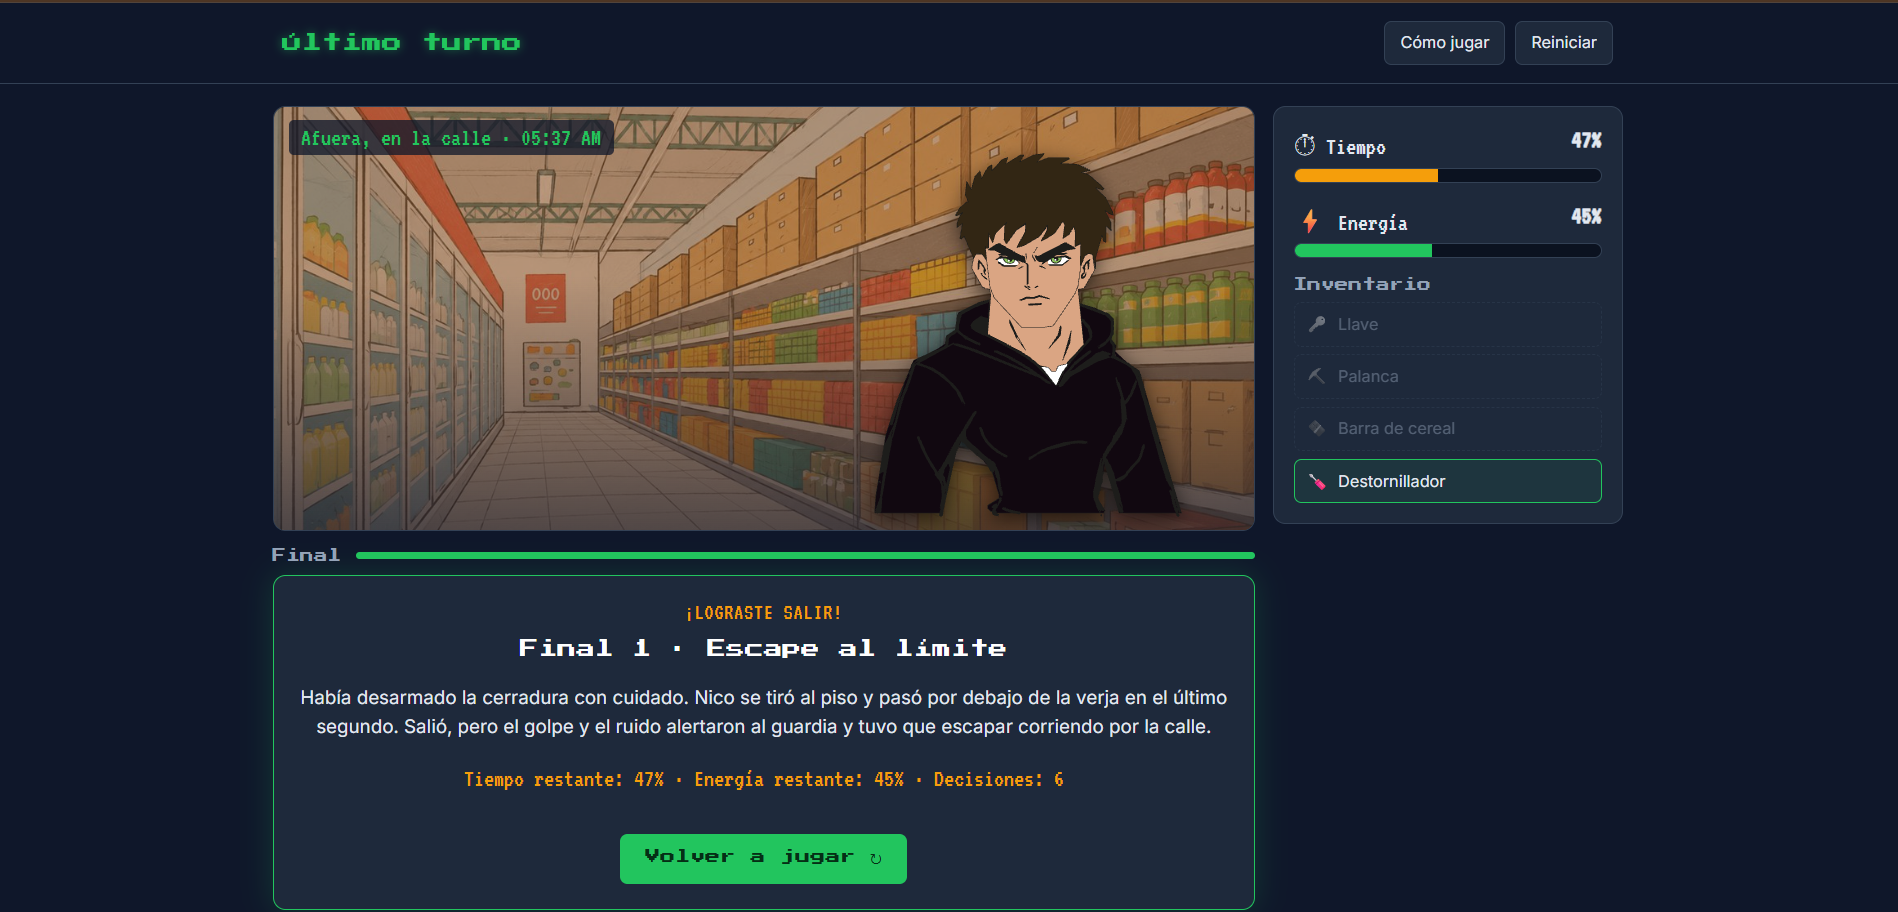 último turno
Cómo jugar
Reiniciar
Afuera, en la calle · 05:37 AM
000
Tiempo
47%
Energía
45%
Inventario
Llave
Palanca
Barra de cereal
Destornillador
Final
¡LOGRASTE SALIR!
Final 1 · Escape al límite
Había desarmado la cerradura con cuidado. Nico se tiró al piso y pasó por debajo de la verja en el último
segundo. Salió, pero el golpe y el ruido alertaron al guardia y tuvo que escapar corriendo por la calle.
Tiempo restante: 47% · Energía restante: 45% · Decisiones: 6
Volver a jugar ↻